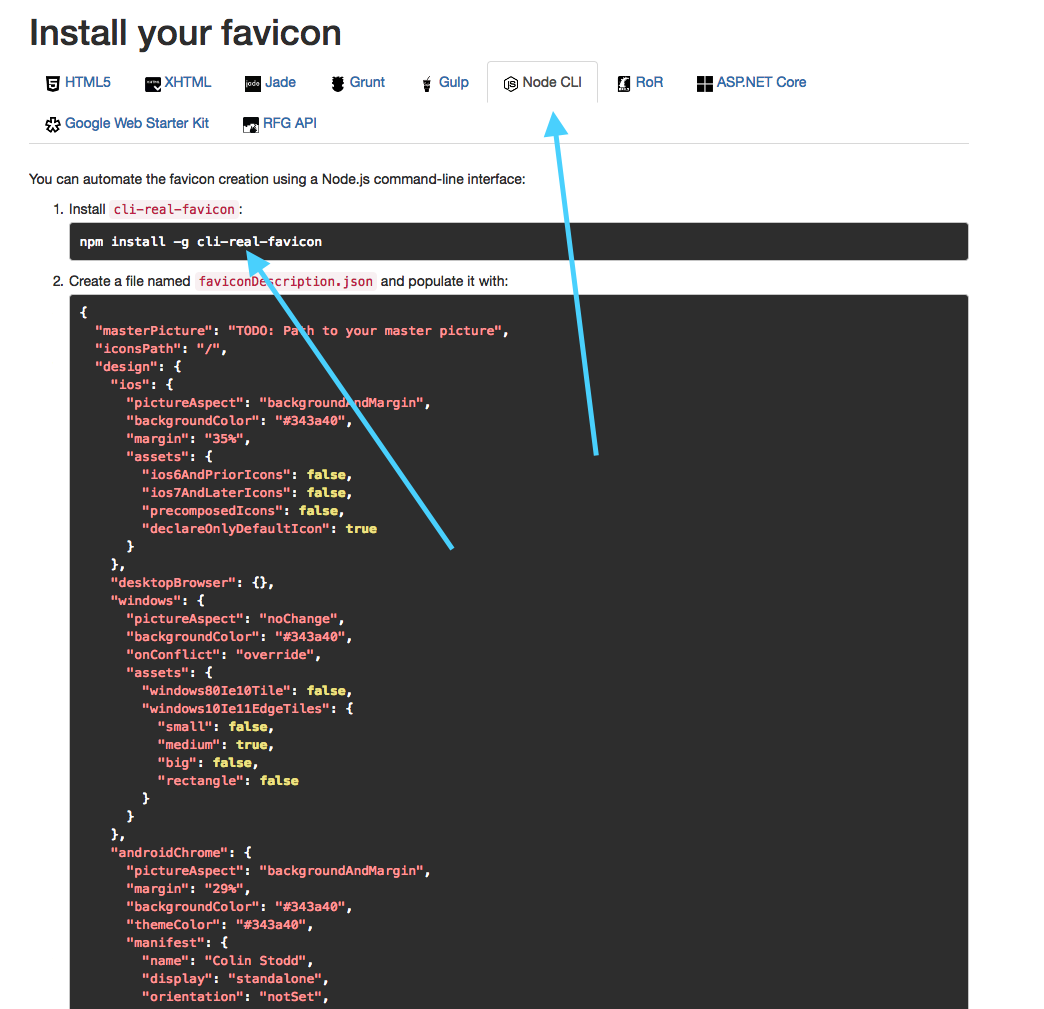 Install your favicon
HTML5 XHTML Jade Grunt Gulp Node CLI RoR ASP.NET Core
Google Web Starter Kit RFG API
You can automate the favicon creation using a Node.js command-line interface:
1. Install cli-real-favicon :
npm install -g cli-real-favicon
2. Create a file named faviconDescription.json and populate it with:
{
"masterPicture": "TODO: Path to your master picture",
"iconsPath": "/",
"design": {
"ios": {
"pictureAspect": "backgroundAndMargin",
"backgroundColor": "#343a40",
"margin": "35%",
"assets": {
"ios6AndPriorIcons": false,
"ios7AndLaterIcons": false,
"precomposedIcons": false,
"declareOnlyDefaultIcon": true
}
},
"desktopBrowser": {},
"windows": {
"pictureAspect": "noChange",
"backgroundColor": "#343a40",
"onConflict": "override",
"assets": {
"windows80Ie10Tile": false,
"windows10Ie11EdgeTiles": {
"small": false,
"medium": true,
"big": false,
"rectangle": false
}
}
},
"androidChrome": {
"pictureAspect": "backgroundAndMargin",
"margin": "29%",
"backgroundColor": "#343a40",
"themeColor": "#343a40",
"manifest": {
"name": "Colin Stodd",
"display": "standalone",
"orientation": "notSet",